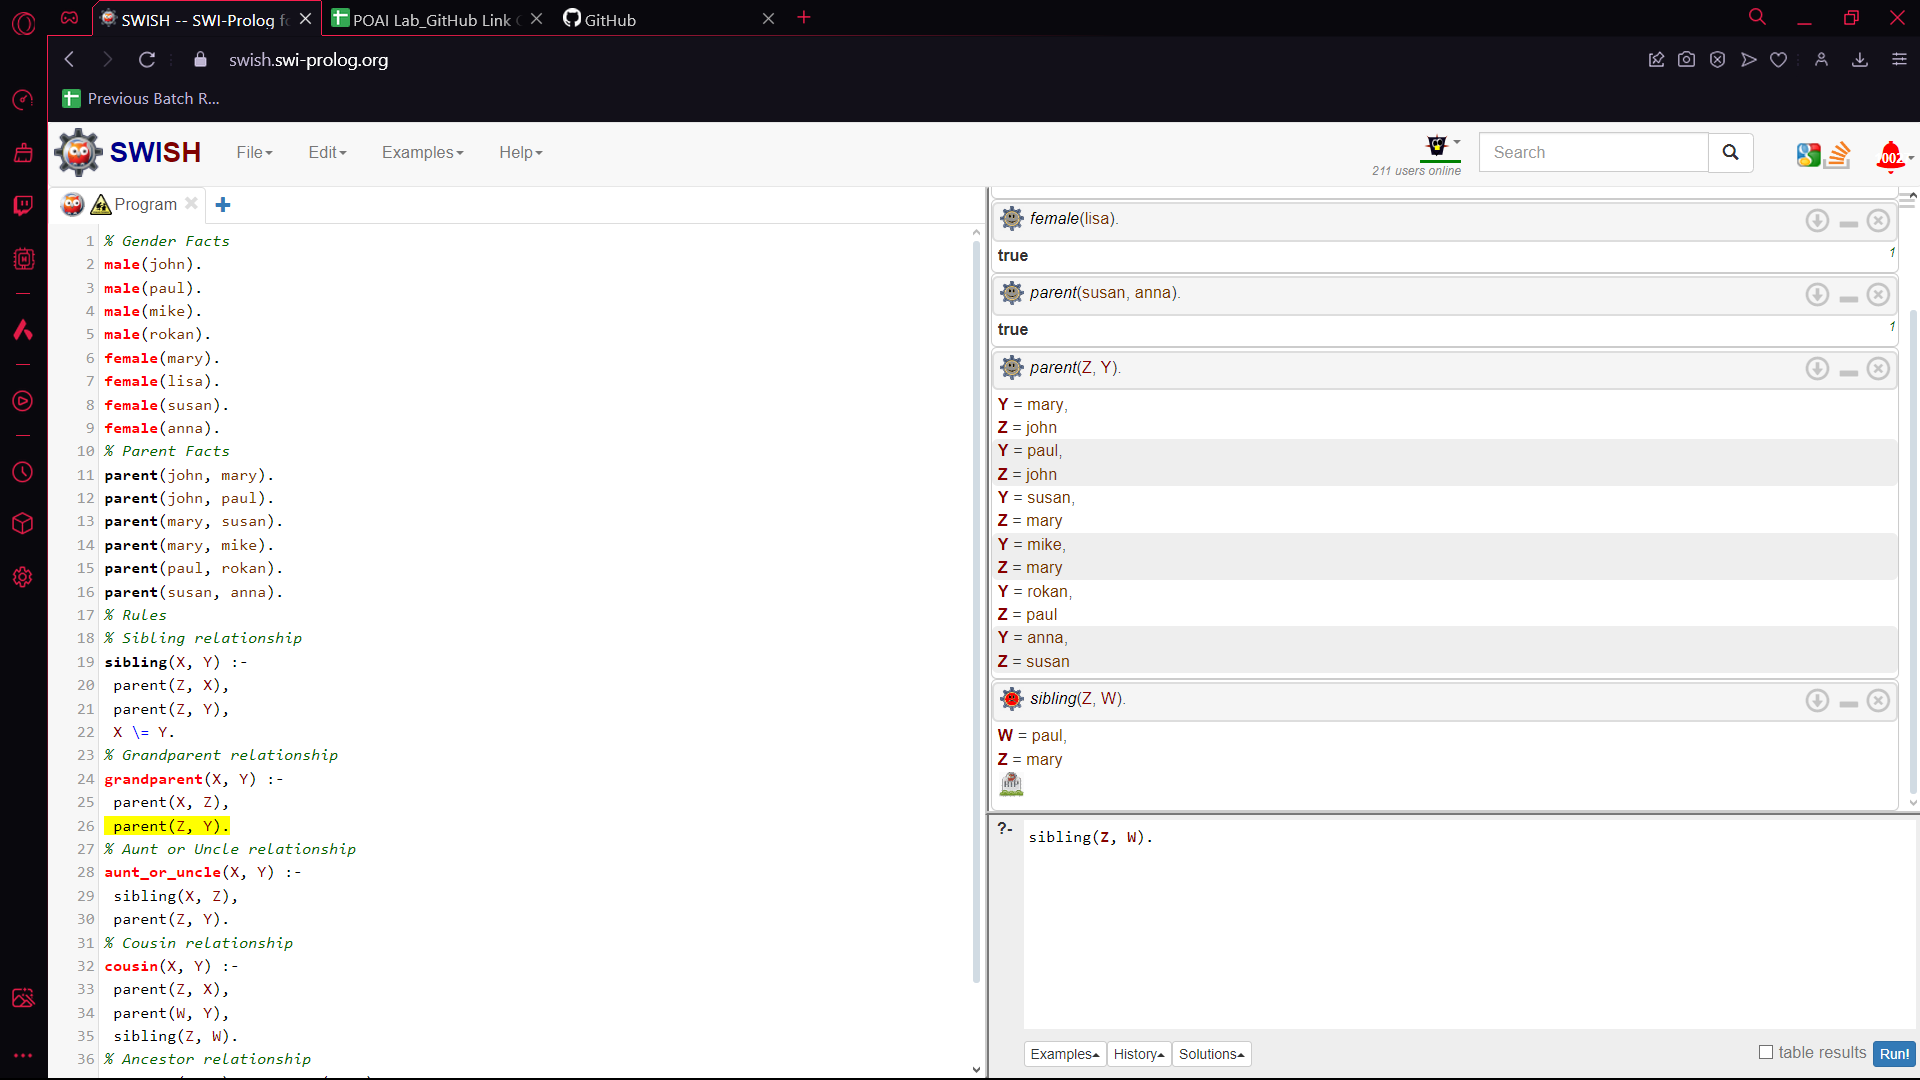 SWISH -- SWI-Prolog fo
POAI Lab_GitHub Link
GitHub
swish.swi-prolog.org
Previous Batch R...
SWISH
File
Edit
Examples
Help
211 users online
Search
002
Program
1 % Gender Facts
2 male(john).
3 male(paul).
4 male(mike).
5 male(rokan).
6 female(mary).
7 female(lisa).
8 female(susan).
9 female(anna).
10 % Parent Facts
11 parent(john, mary).
12 parent(john, paul).
13 parent(mary, susan).
14 parent(mary, mike).
15 parent(paul, rokan).
16 parent(susan, anna).
17 % Rules
18 % Sibling relationship
19 sibling(X, Y) :-
20 parent(Z, X),
21 parent(Z, Y),
22 X \= Y.
23 % Grandparent relationship
24 grandparent(X, Y) :-
25 parent(X, Z),
26 parent(Z, Y).
27 % Aunt or Uncle relationship
28 aunt_or_uncle(X, Y) :-
29 sibling(X, Z),
30 parent(Z, Y).
31 % Cousin relationship
32 cousin(X, Y) :-
33 parent(Z, X),
34 parent(W, Y),
35 sibling(Z, W).
36 % Ancestor relationship
female(lisa).
true 1
parent(susan, anna).
true 1
parent(Z, Y).
Y = mary,
Z = john
Y = paul,
Z = john
Y = susan,
Z = mary
Y = mike,
Z = mary
Y = rokan,
Z = paul
Y = anna,
Z = susan
sibling(Z, W).
W = paul,
Z = mary
RIP
?- sibling(Z, W).
Examples History Solutions table results Run!